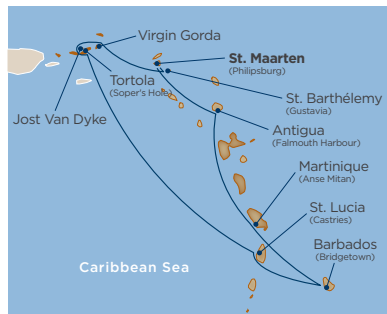 Virgin Gorda
St. Maarten
(Philipsburg)
Tortola
(Soper's Hole)
St. Barthélemy
(Gustavia)
Jost Van Dyke
Antigua
(Falmouth Harbour)
Martinique
(Anse Mitan)
St. Lucia
(Castries)
Barbados
(Bridgetown)
Caribbean Sea